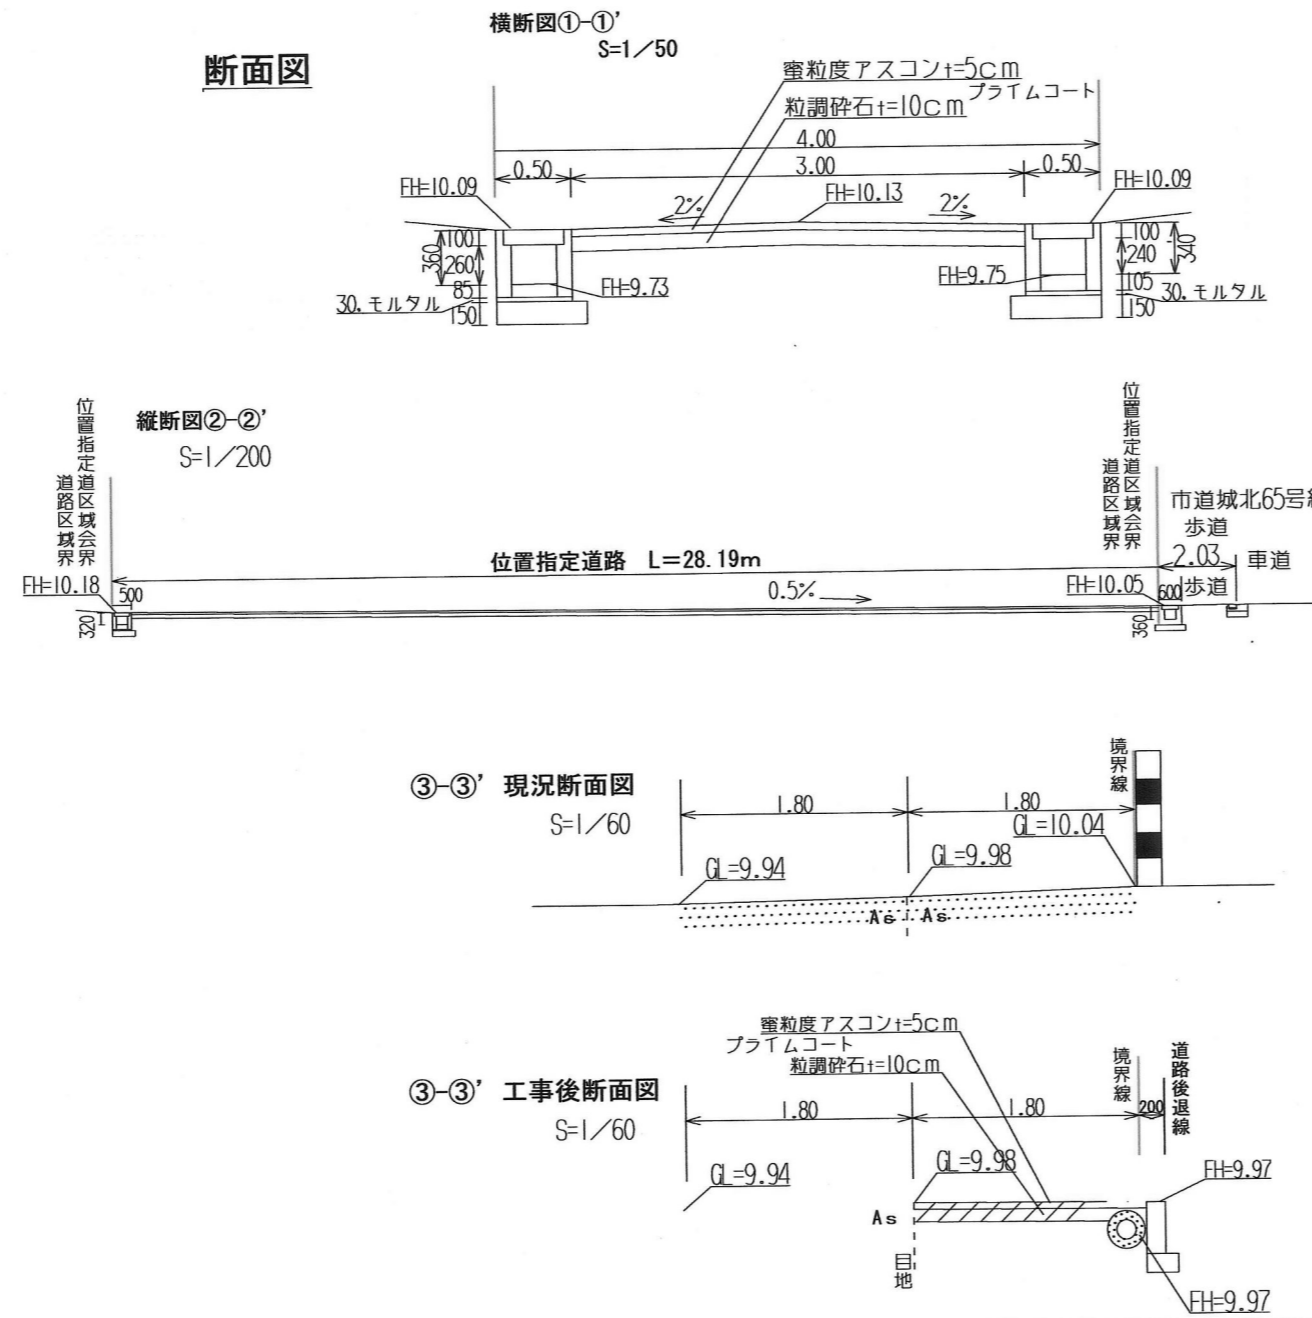 断面図
横断図①-①’
S=1/50
蜜粒度アスコンt=5cm
プライムコート
粒調砕石t=10cm
4.00
0.50
3.00
0.50
FH=10.09
FH=10.13
FH=10.09
2%
2%
360
100
260
85
150
30.モルタル
FH=9.73
FH=9.75
100
240
340
105
150
30.モルタル
縦断図②-②’
S=1/200
位置指定道区域会界
道路区域界
位置指定道区域会界
道路区域界
市道城北65号
歩道
2.03
車道
歩道
位置指定道路 L=28.19m
FH=10.18
500
0.5%
FH=10.05
600
320
360
③-③’ 現況断面図
S=1/60
境界線
1.80
1.80
GL=10.04
GL=9.94
GL=9.98
As
As
③-③’ 工事後断面図
S=1/60
蜜粒度アスコンt=5cm
プライムコート
粒調砕石t=10cm
境界線
道路後退線
1.80
1.80
200
GL=9.94
GL=9.98
FH=9.97
As
目地
FH=9.97